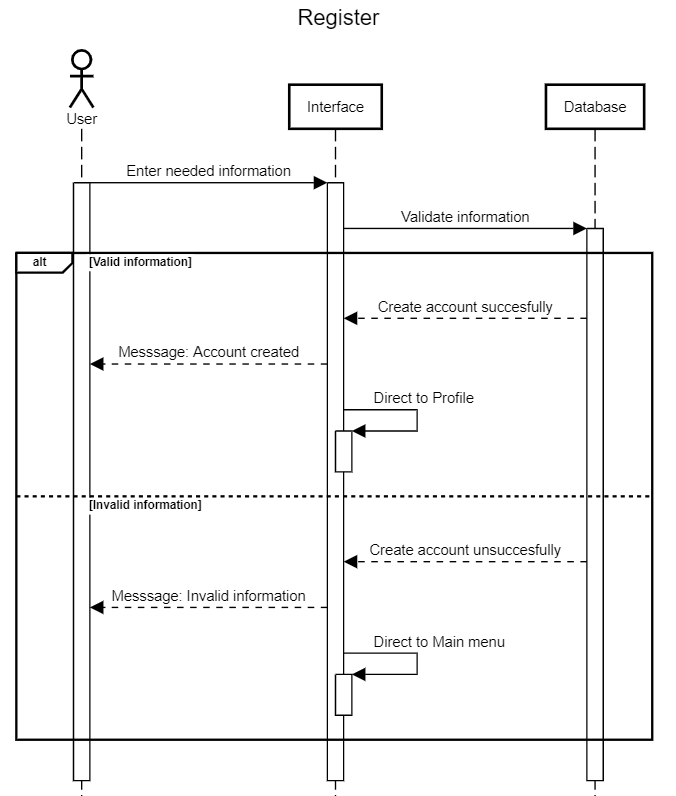 Register
User
Interface
Database
Enter needed information
Validate information
alt
[Valid information]
Create account succesfully
Messsage: Account created
Direct to Profile
[Invalid information]
Create account unsuccesfully
Messsage: Invalid information
Direct to Main menu